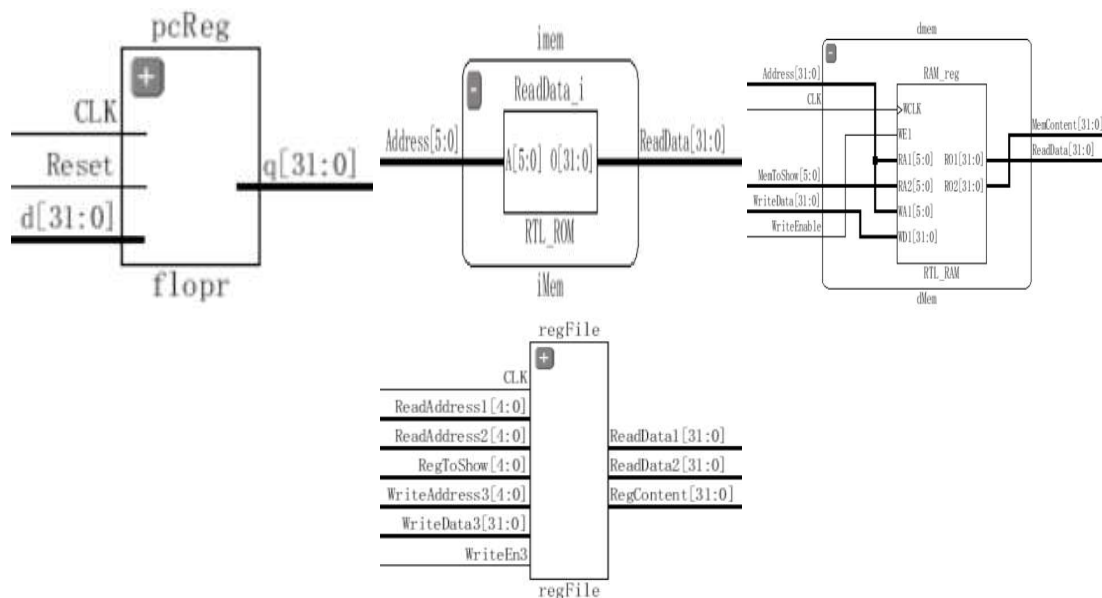 pcReg
CLK
Reset
d[31:0]
q[31:0]
flopr
imem
ReadData_i
Address[5:0]
A[5:0] O[31:0]
ReadData[31:0]
RTL_ROM
iMem
dmem
Address[31:0]
RAM_reg
CLK
WCLK
WE1
MemContent[31:0]
ReadData[31:0]
RA1[5:0] RO1[31:0]
MemToShow[5:0]
RA2[5:0] RO2[31:0]
WriteData[31:0]
WA1[5:0]
WriteEnable
WD1[31:0]
RTL_RAM
dMem
regFile
CLK
ReadAddress1[4:0]
ReadAddress2[4:0]
ReadData1[31:0]
RegToShow[4:0]
ReadData2[31:0]
WriteAddress3[4:0]
RegContent[31:0]
WriteData3[31:0]
WriteEn3
regFile